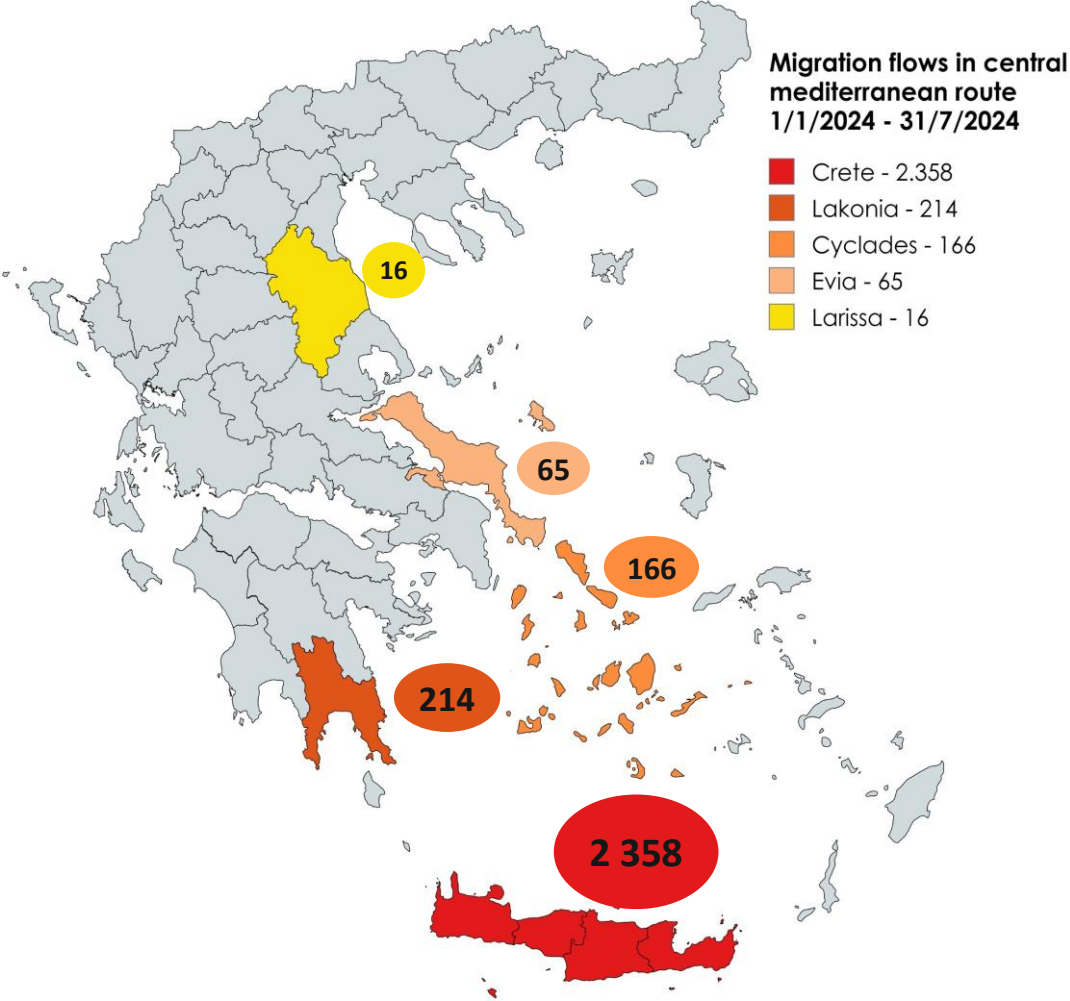 Migration flows in central
mediterranean route
1/1/2024 - 31/7/2024
Crete - 2.358
Lakonia - 214
Cyclades - 166
Evia - 65
Larissa - 16
16
65
166
214
2 358